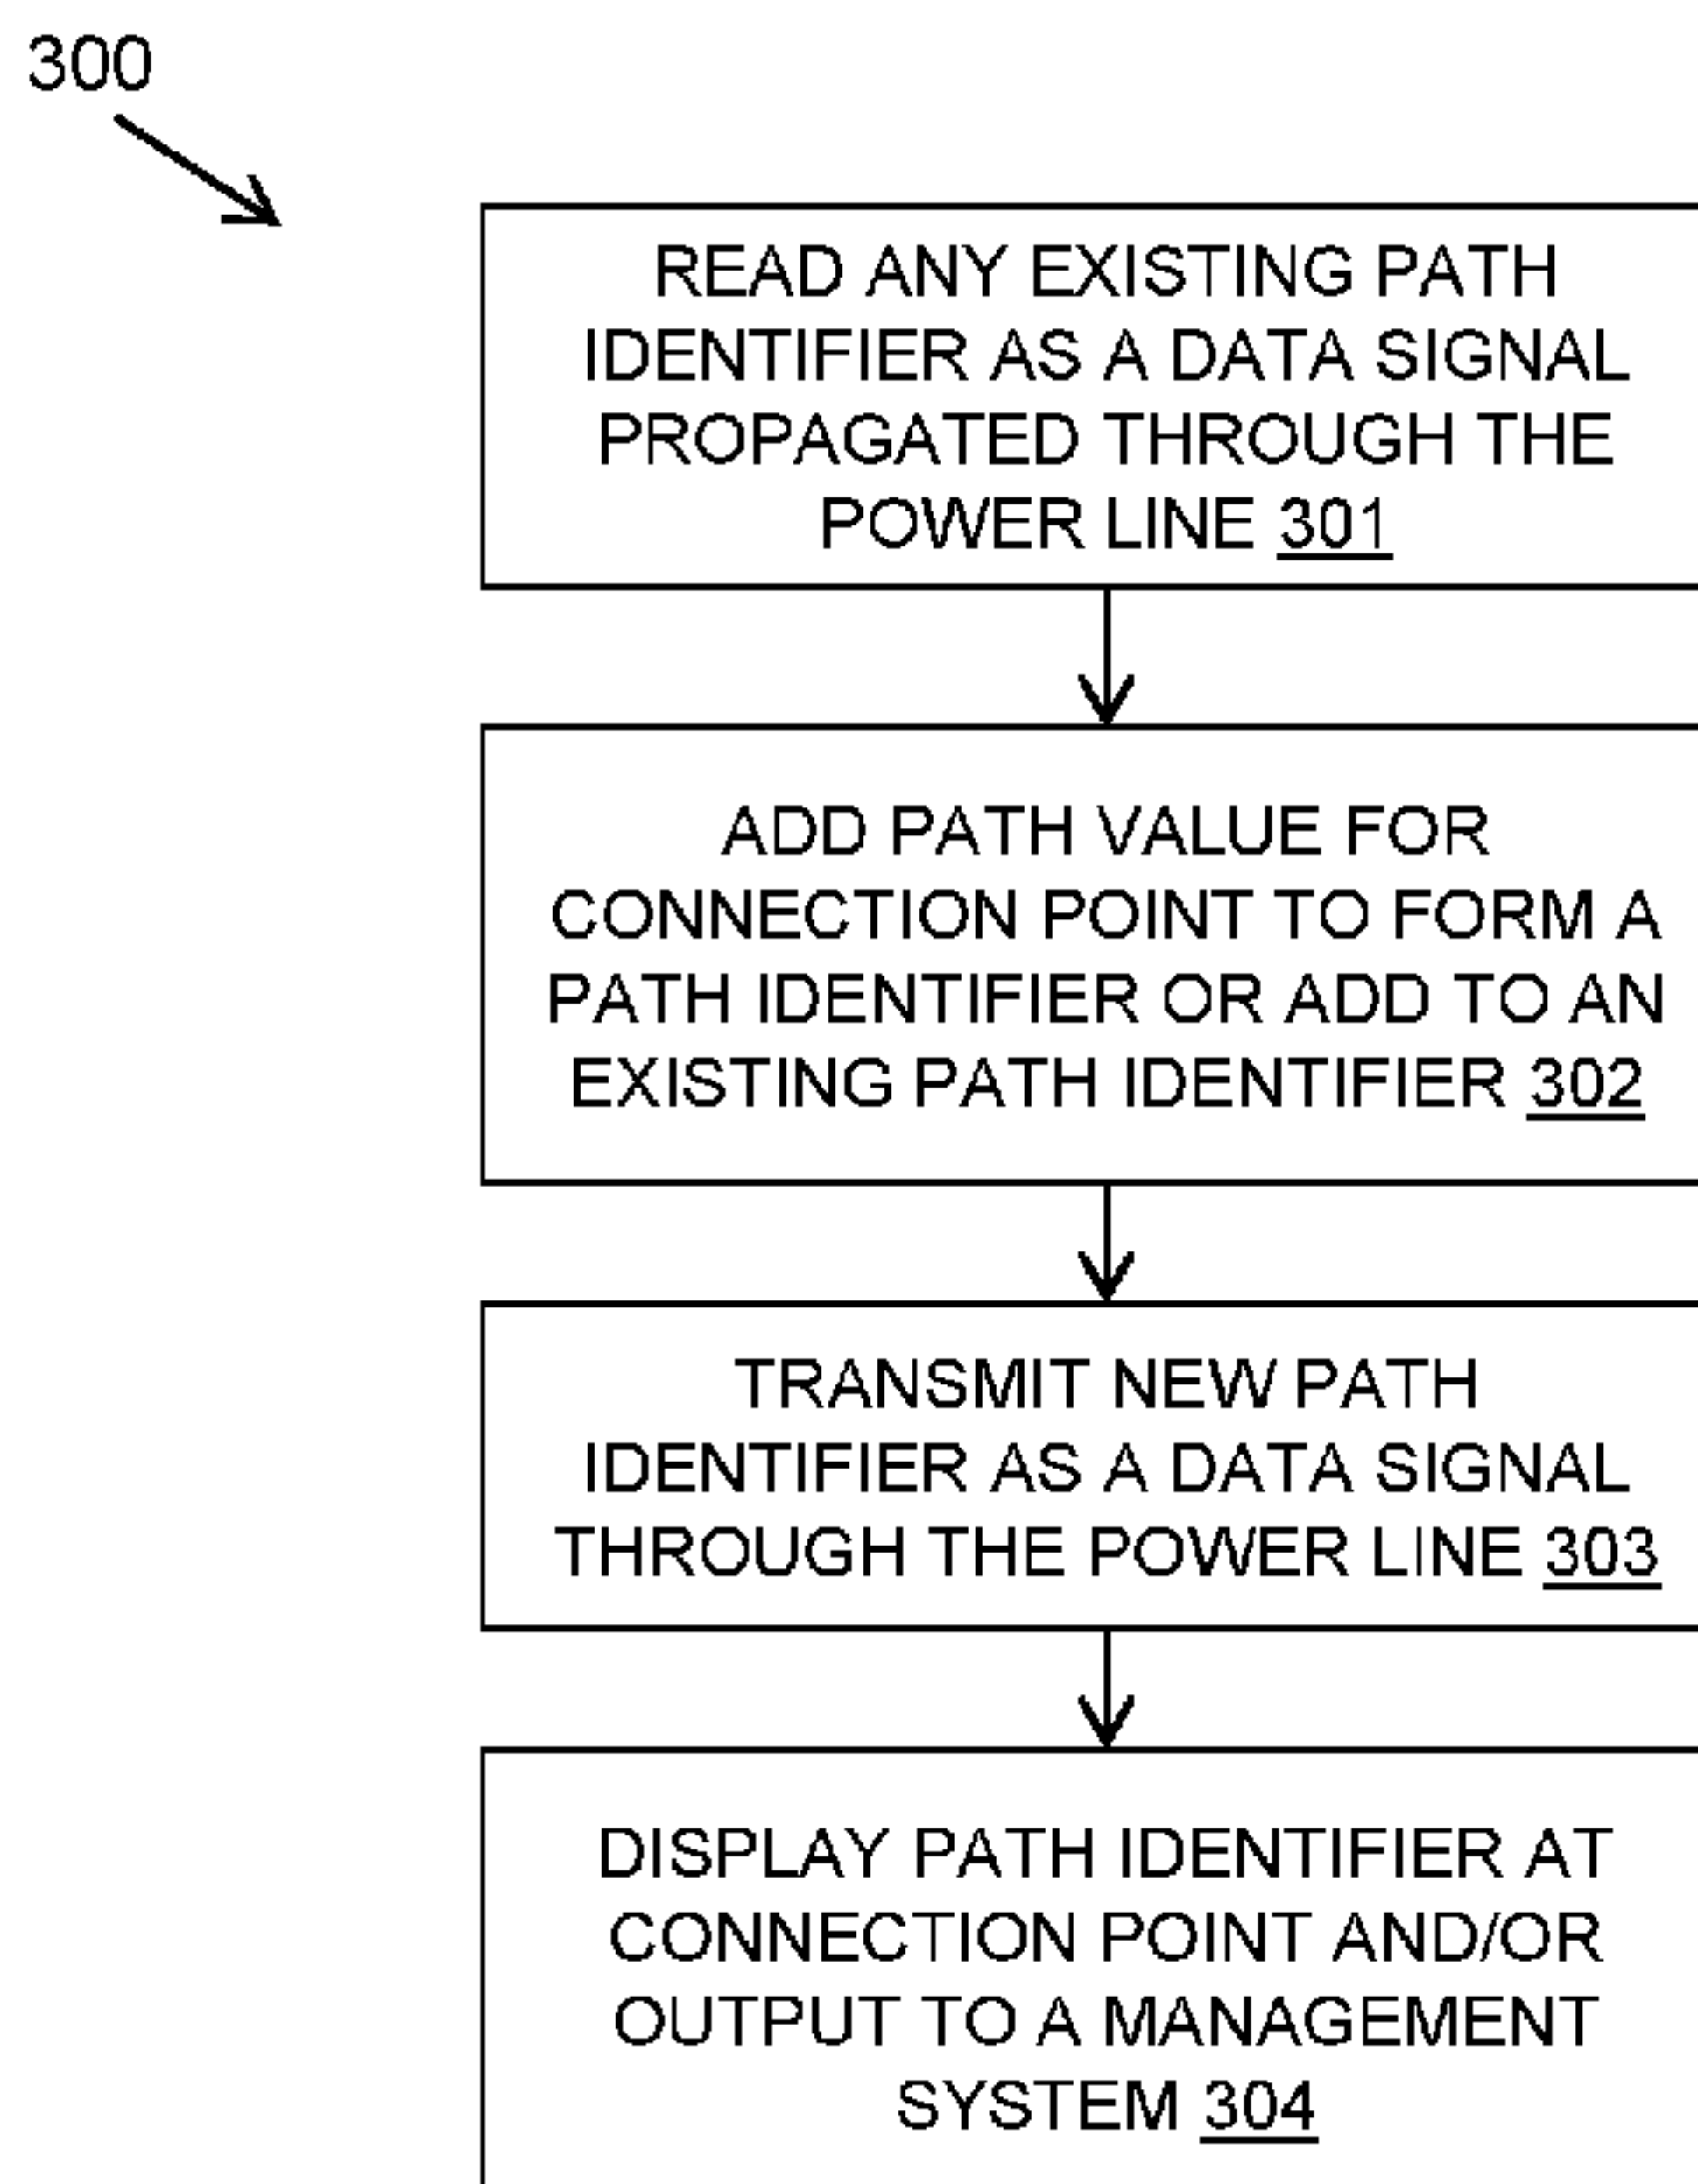 300
READ ANY EXISTING PATH
IDENTIFIER AS A DATA SIGNAL
PROPAGATED THROUGH THE
POWER LINE 301
ADD PATH VALUE FOR
CONNECTION POINT TO FORM A
PATH IDENTIFIER OR ADD TO AN
EXISTING PATH IDENTIFIER 302
TRANSMIT NEW PATH
IDENTIFIER AS A DATA SIGNAL
THROUGH THE POWER LINE 303
DISPLAY PATH IDENTIFIER AT
CONNECTION POINT AND/OR
OUTPUT TO A MANAGEMENT
SYSTEM 304